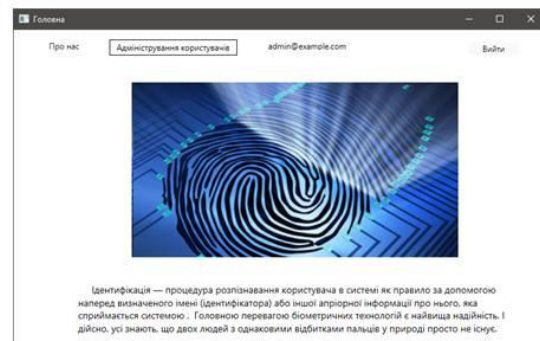 Головна
Про нас Адміністрування користувачів admin@example.com Вийти
Ідентифікація — процедура розпізнавання користувача в системі як правило за допомогою
наперед визначеного імені (ідентифікатора) або іншої апріорної інформації про нього, яка
сприймається системою . Головною перевагою біометричних технологій є найвища надійність. І
дійсно, усі знають, що двох людей з однаковими відбитками пальців у природі просто не існує.